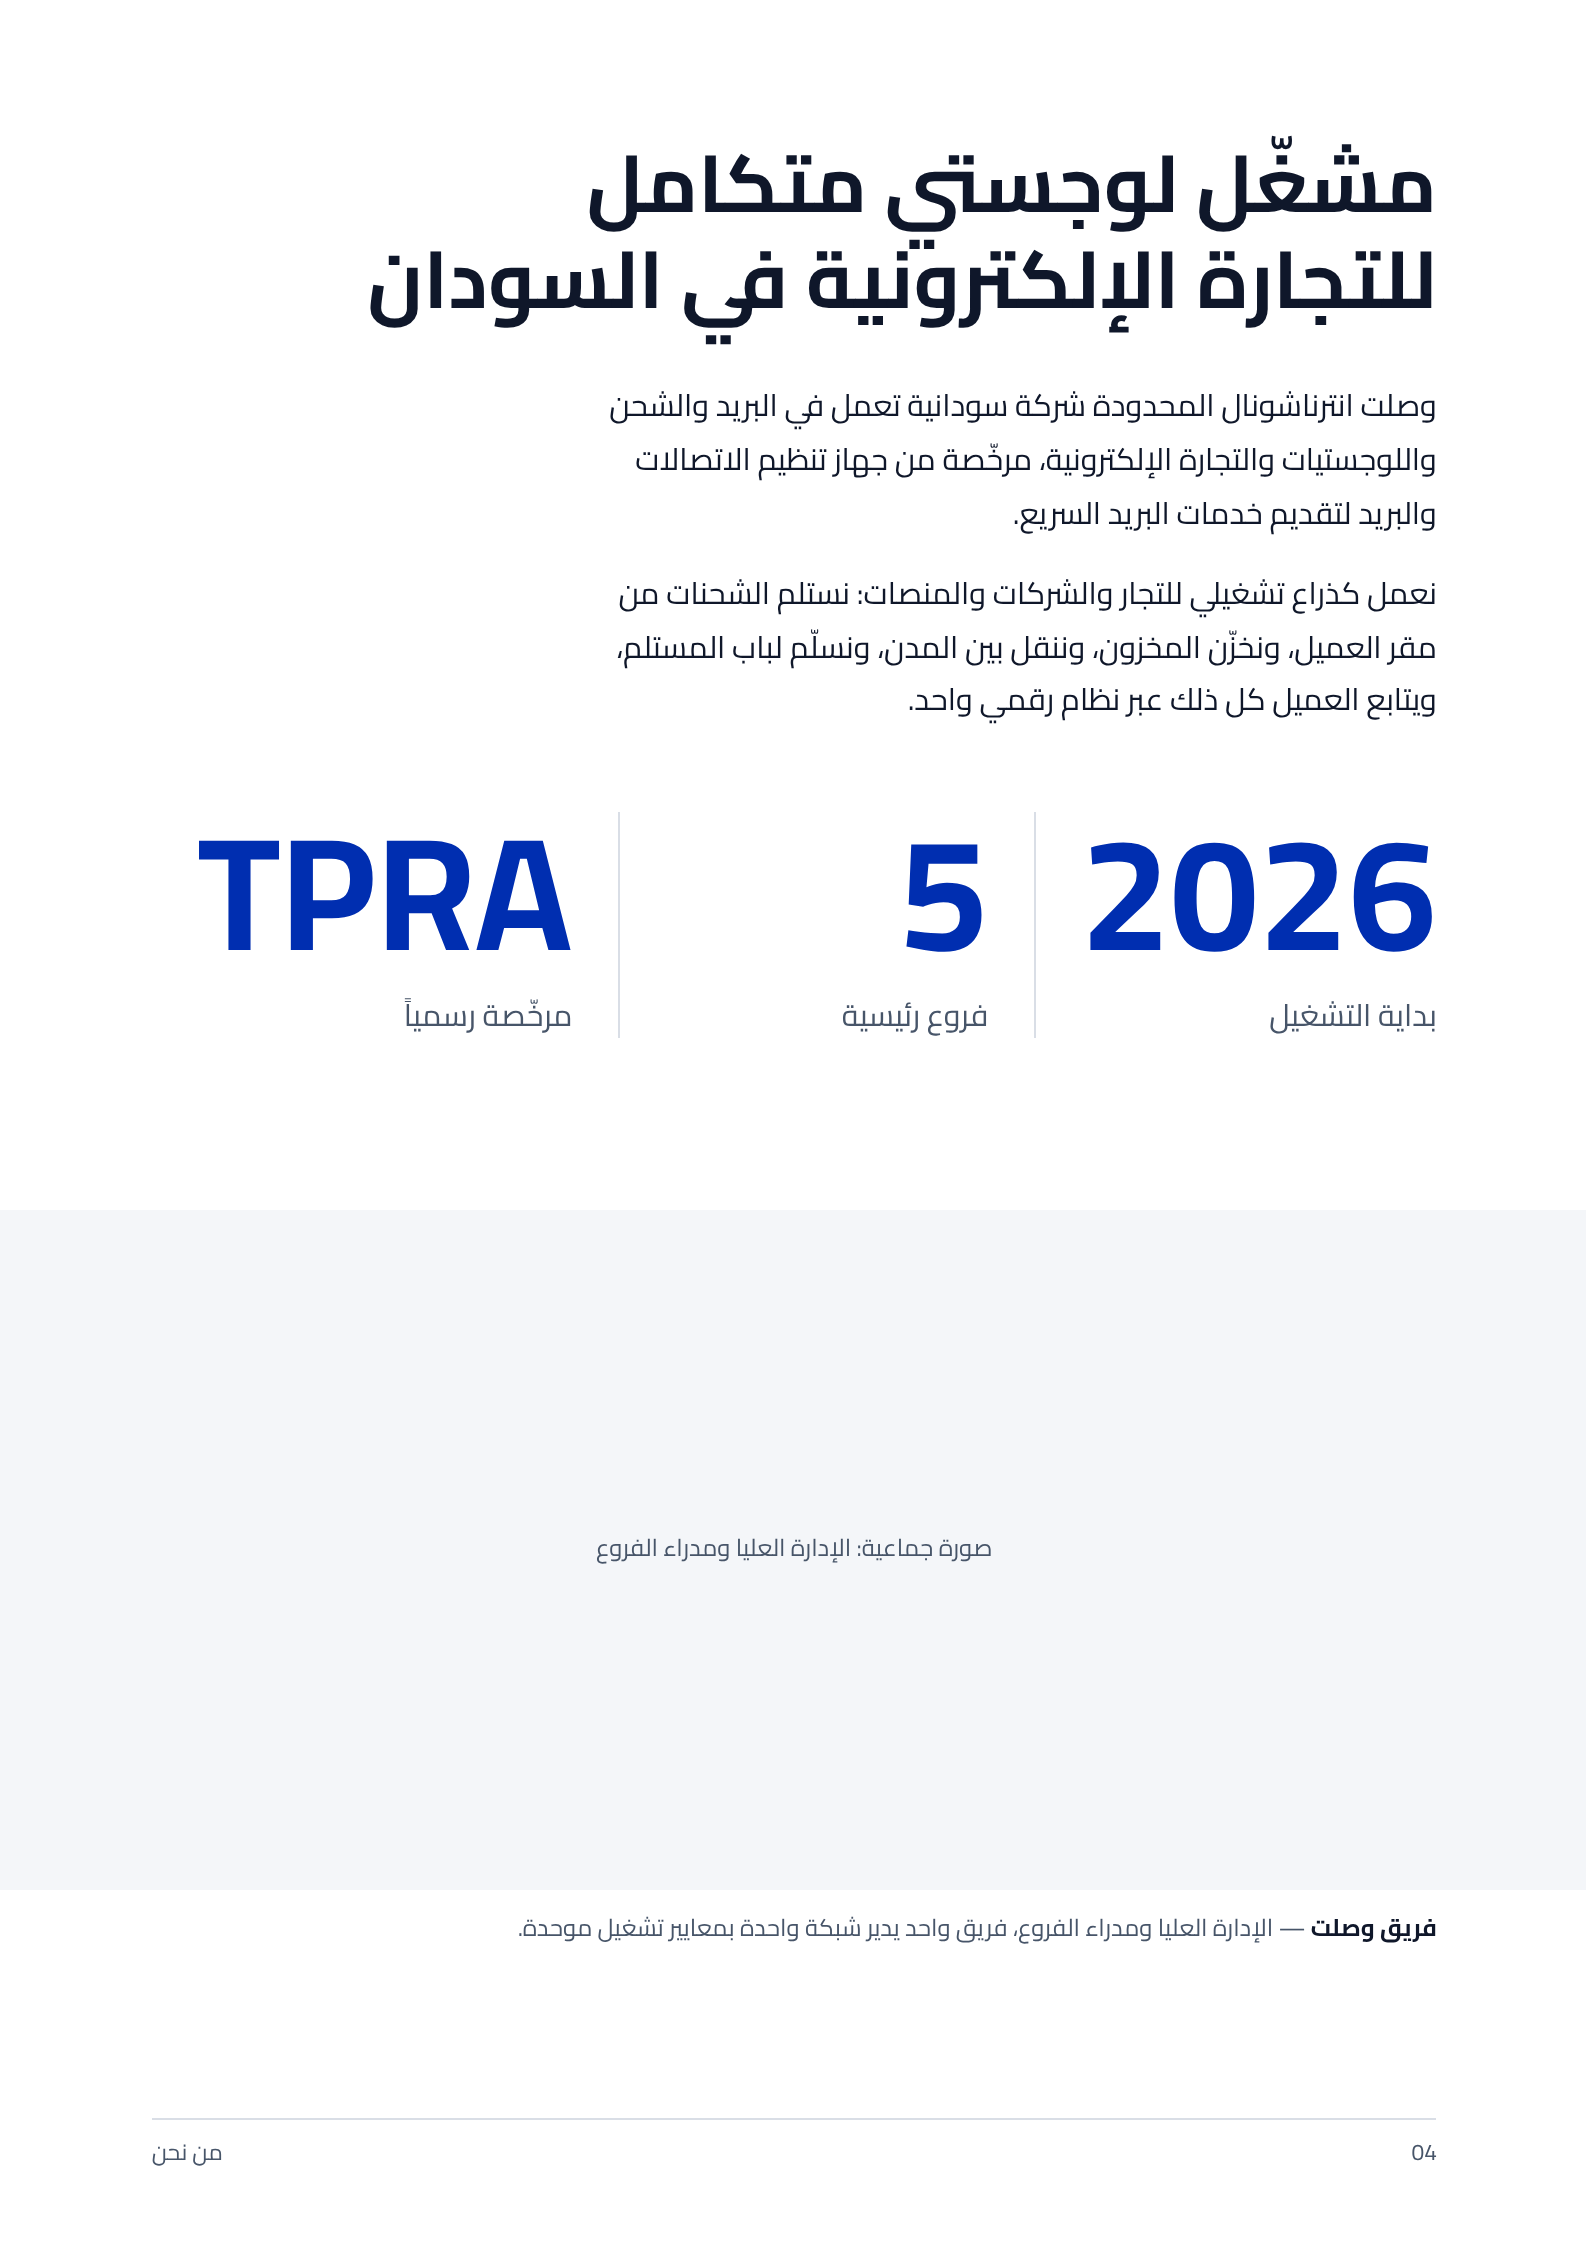 مشغّل لوجستي متكامل
للتجارة الإلكترونية في السودان
وصلت انترناشونال المحدودة شركة سودانية تعمل في البريد والشحن
واللوجستيات والتجارة الإلكترونية، مرخّصة من جهاز تنظيم الاتصالات
والبريد لتقديم خدمات البريد السريع.
نعمل كذراع تشغيلي للتجار والشركات والمنصات: نستلم الشحنات من
مقر العميل، ونخزّن المخزون، وننقل بين المدن، ونسلّم لباب المستلم،
ويتابع العميل كل ذلك عبر نظام رقمي واحد.
2026
بداية التشغيل
5
فروع رئيسية
TPRA
مرخّصة رسمياً
صورة جماعية: الإدارة العليا ومدراء الفروع
فريق وصلت — الإدارة العليا ومدراء الفروع، فريق واحد يدير شبكة واحدة بمعايير تشغيل موحدة.
04
من نحن